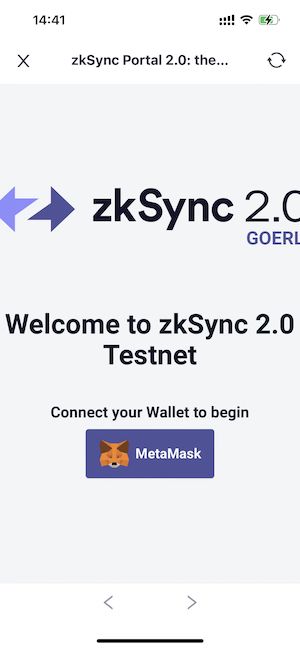 14:41
zkSync Portal 2.0: the...
zkSync 2.0
GOERL
Welcome to zkSync 2.0
Testnet
Connect your Wallet to begin
MetaMask